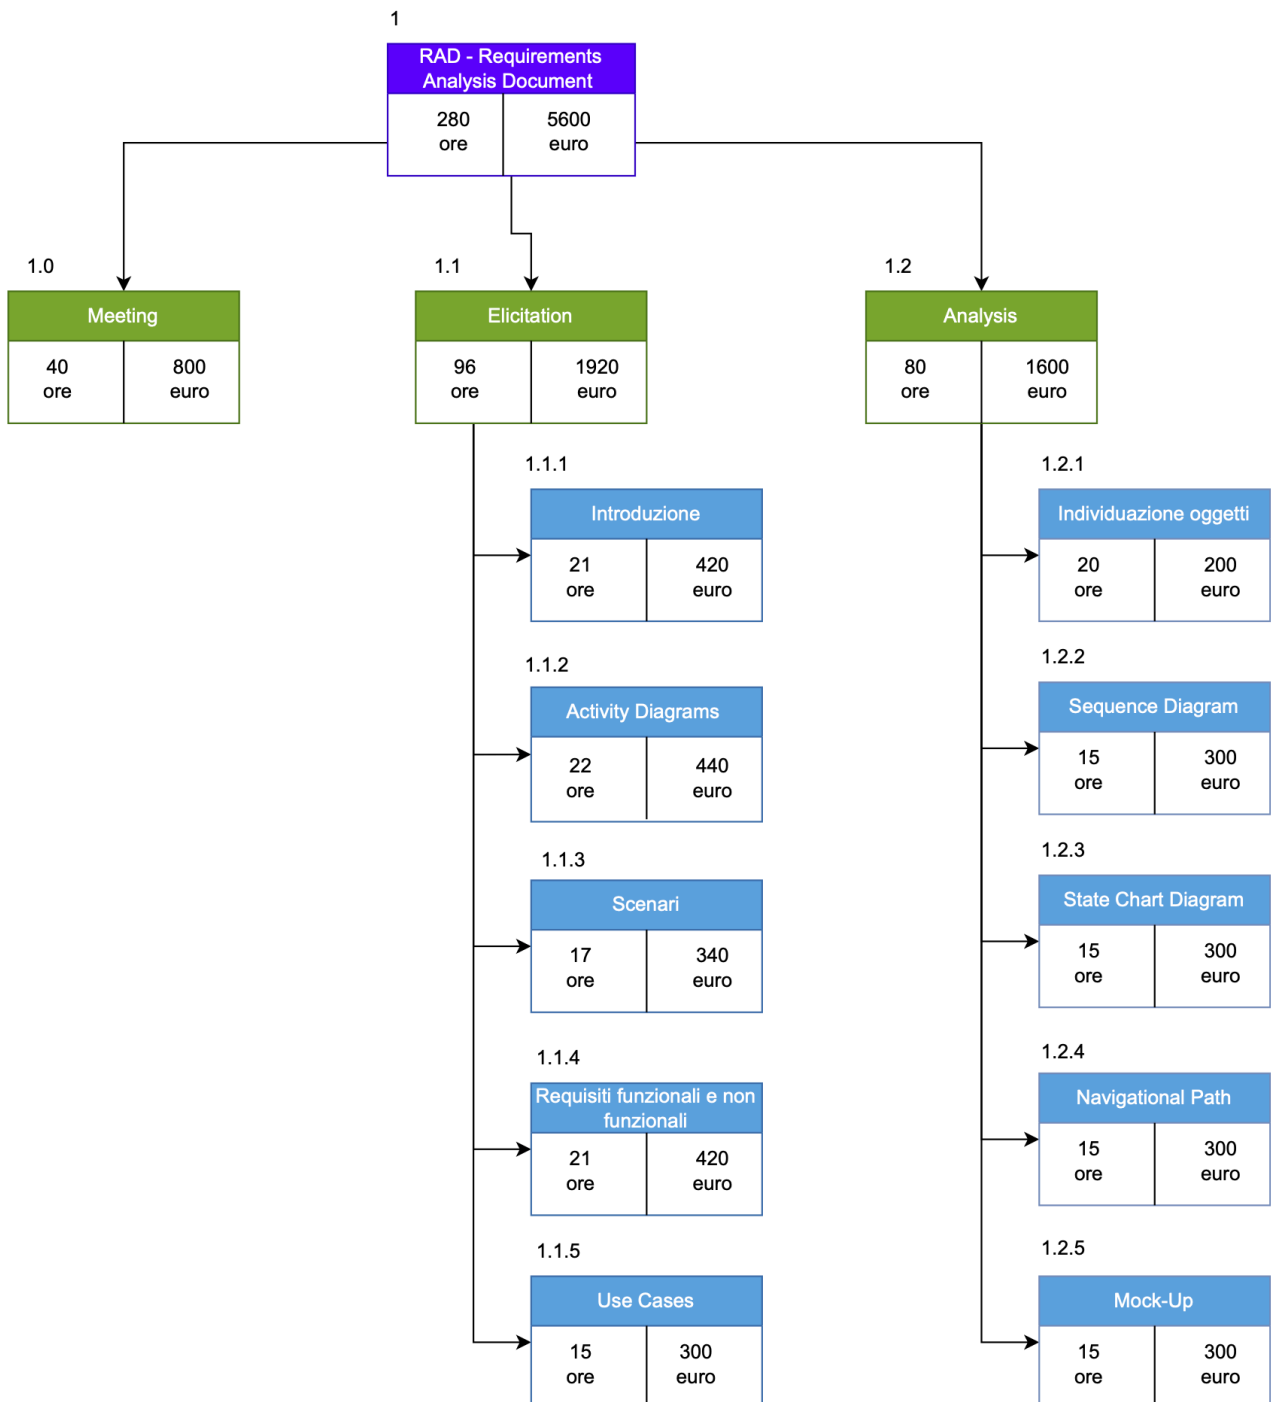 1
RAD - Requirements
Analysis Document
280
ore
5600
euro
1.0
Meeting
40
ore
800
euro
1.1
Elicitation
96
ore
1920
euro
1.2
Analysis
80
ore
1600
euro
1.1.1
Introduzione
21
ore
420
euro
1.1.2
Activity Diagrams
22
ore
440
euro
1.1.3
Scenari
17
ore
340
euro
1.1.4
Requisiti funzionali e non
funzionali
21
ore
420
euro
1.1.5
Use Cases
15
ore
300
euro
1.2.1
Individuazione oggetti
20
ore
200
euro
1.2.2
Sequence Diagram
15
ore
300
euro
1.2.3
State Chart Diagram
15
ore
300
euro
1.2.4
Navigational Path
15
ore
300
euro
1.2.5
Mock-Up
15
ore
300
euro